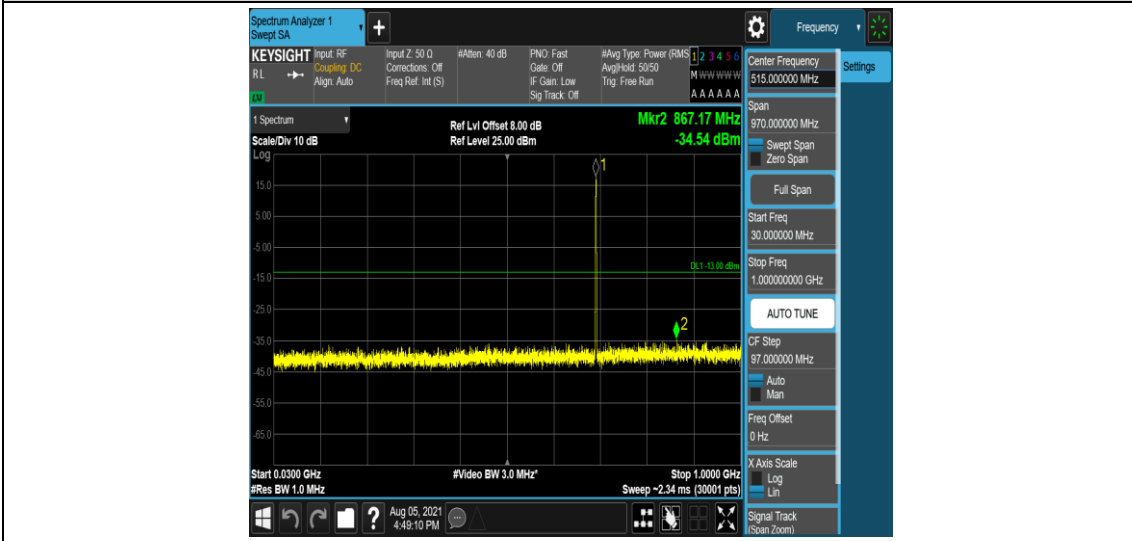 Spectrum Analyzer 1
Swept SA
Frequency
KEYSIGHT
RL
Input: RF
Coupling: DC
Align: Auto
Input Z: 50 Ω
Corrections: Off
Freq Ref: Int (S)
#Atten: 40 dB
PNO: Fast
Gate: Off
IF Gain: Low
Sig Track: Off
#Avg Type: Power (RMS
Avg|Hold: 50/50
Trig: Free Run
1 2 3 4 5 6
M W W W W W
A A A A A A
1 Spectrum
Scale/Div 10 dB
Ref Lvl Offset 8.00 dB
Ref Level 25.00 dBm
Mkr2 867.17 MHz
-34.54 dBm
Log
15.0
5.00
-5.00
-15.0
-25.0
-35.0
-45.0
-55.0
-65.0
1
DL1 -13.00 dBm
2
Start 0.0300 GHz
#Res BW 1.0 MHz
#Video BW 3.0 MHz*
Stop 1.0000 GHz
Sweep ~2.34 ms (30001 pts)
Aug 05, 2021
4:49:10 PM
Center Frequency
515.000000 MHz
Settings
Span
970.000000 MHz
Swept Span
Zero Span
Full Span
Start Freq
30.000000 MHz
Stop Freq
1.000000000 GHz
AUTO TUNE
CF Step
97.000000 MHz
Auto
Man
Freq Offset
0 Hz
X Axis Scale
Log
Lin
Signal Track
(Span Zoom)